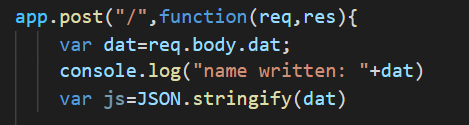 app.post("/",function(req,res){
    var dat=req.body.dat;
    console.log("name written: "+dat)
    var js=JSON.stringify(dat)